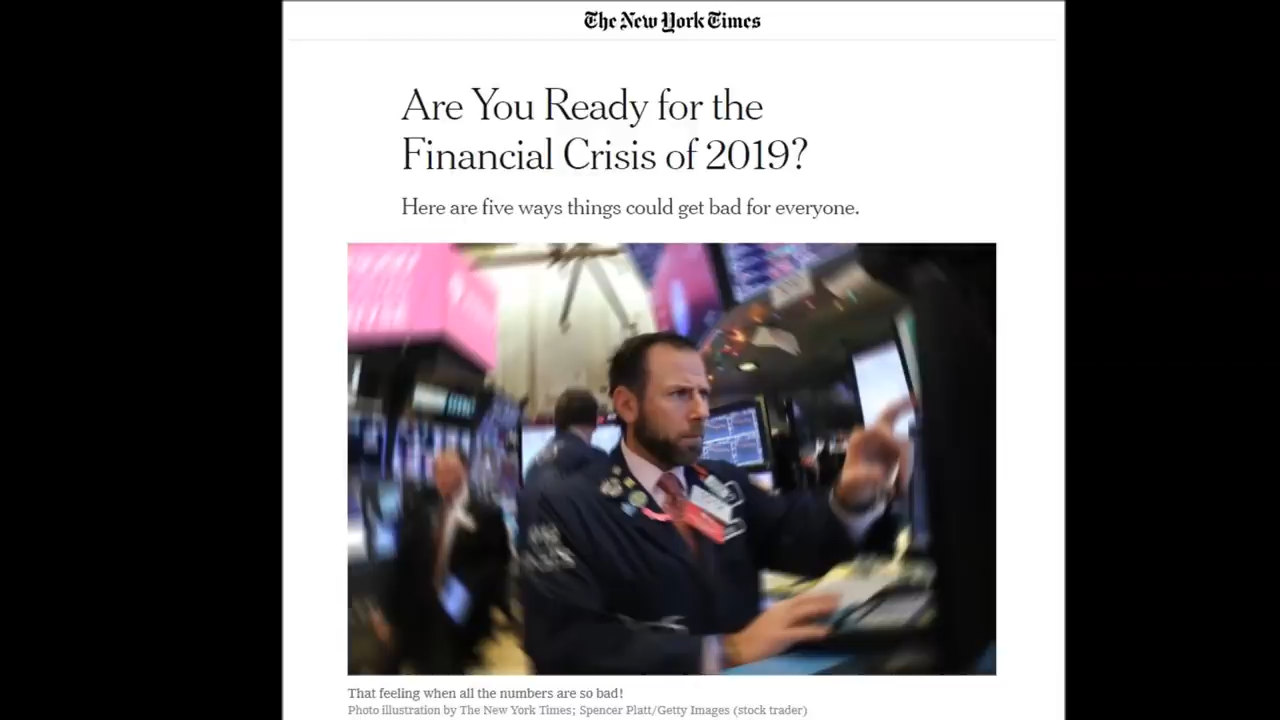 The New York Times
Are You Ready for the
Financial Crisis of 2019?
Here are five ways things could get bad for everyone.
That feeling when all the numbers are so bad!
Photo illustration by The New York Times; Spencer Platt/Getty Images (stock trader)